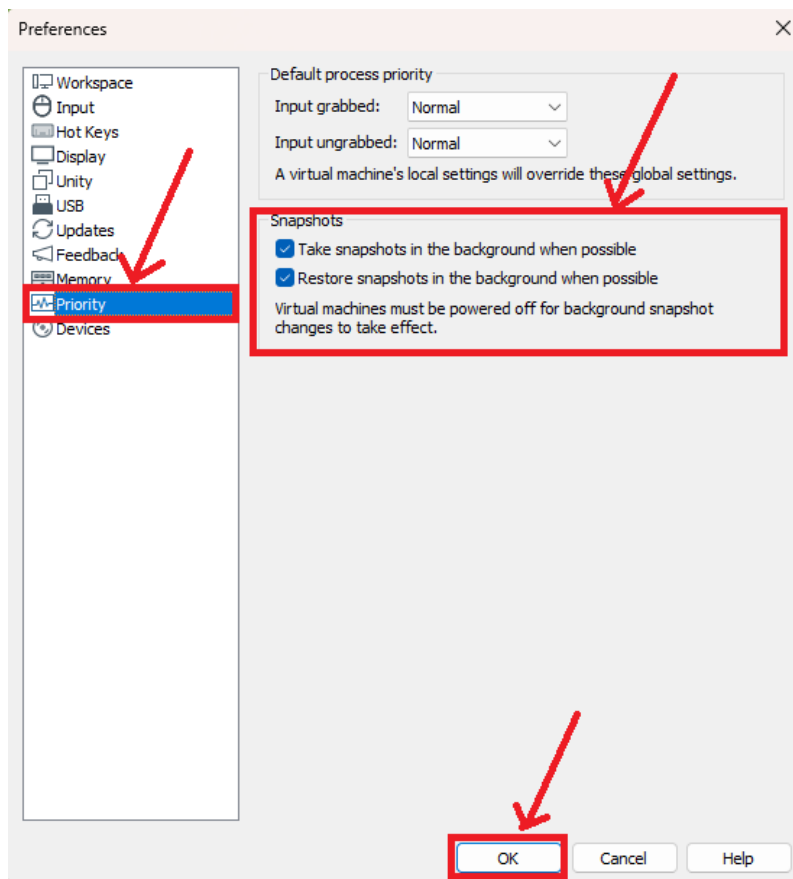 Preferences
Workspace
Input
Hot Keys
Display
Unity
USB
Updates
Feedback
Memory
Priority
Devices
Default process priority
Input grabbed: Normal
Input ungrabbed: Normal
A virtual machine's local settings will override these global settings.
Snapshots
Take snapshots in the background when possible
Restore snapshots in the background when possible
Virtual machines must be powered off for background snapshot
changes to take effect.
OK Cancel Help